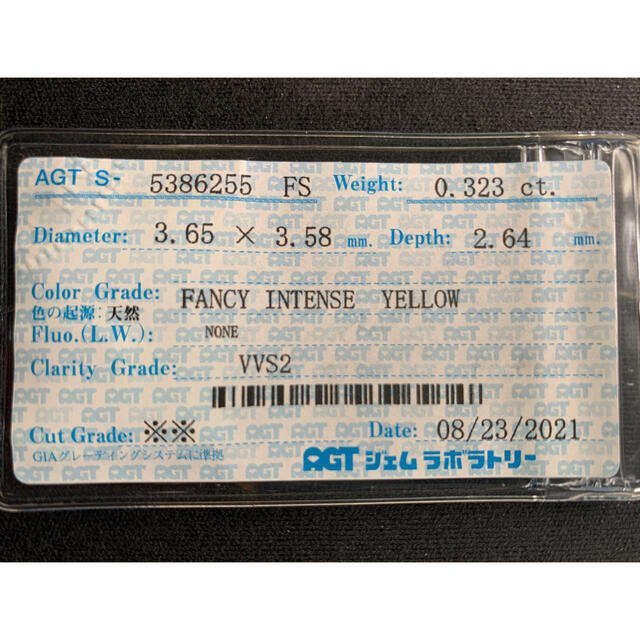 AGT S- 5386255 FS Weight: 0.323 ct.
Diameter: 3.65 × 3.58 mm. Depth: 2.64 mm.
Color Grade: FANCY INTENSE YELLOW
色の起源:天然
Fluo.(L.W.): NONE
Clarity Grade: VVS2
Cut Grade: ※※ Date: 08/23/2021
GIAグレーディングシステムに準拠
AGT ジェムラボラトリー